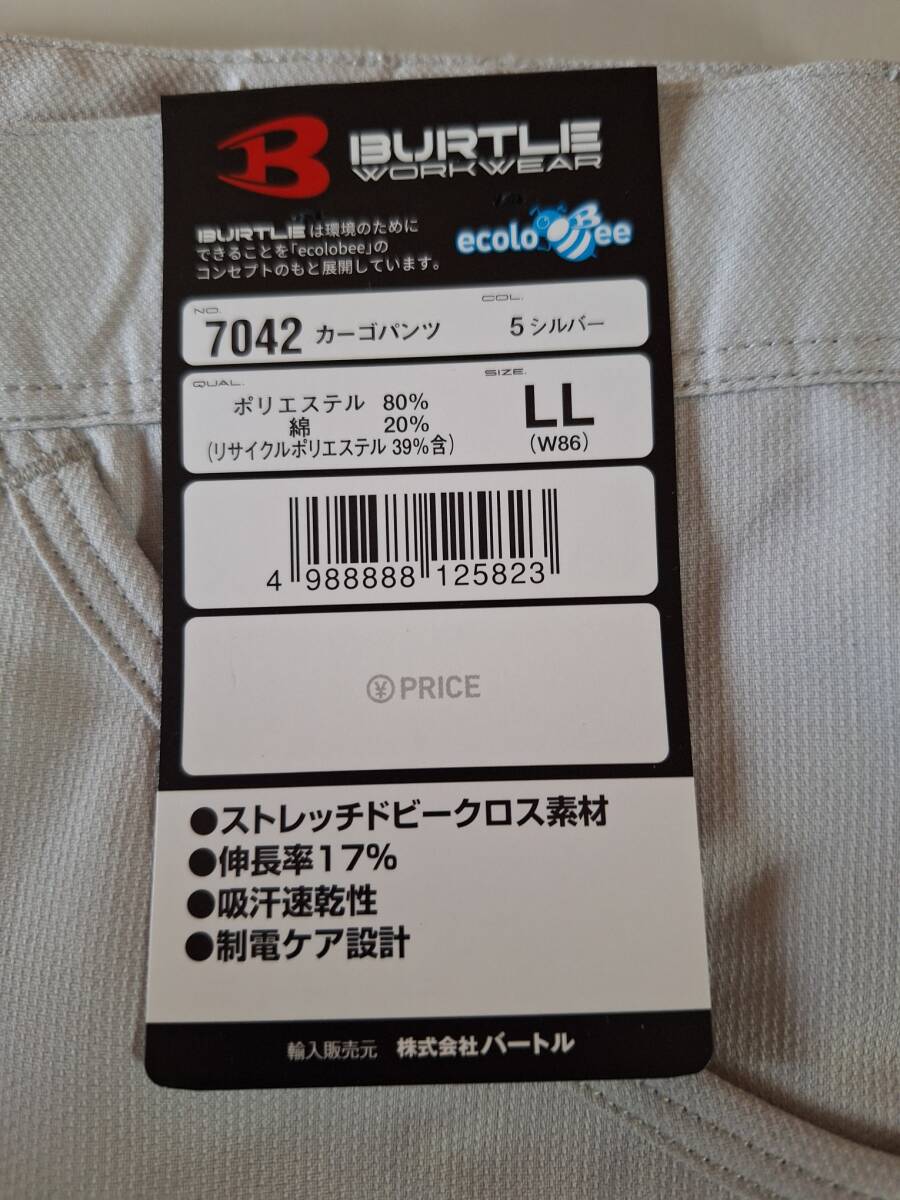 B BURTLE
WORKWEAR
BURTLEは環境のために
できることを「ecolobee」の
コンセプトのもと展開しています。
ecolobee
NO.
7042 カーゴパンツ
COL.
5 シルバー
QUAL.
ポリエステル 80%
綿 20%
(リサイクルポリエステル 39%含)
SIZE.
LL
(W86)
4 988888 125823
¥ PRICE
●ストレッチドビークロス素材
●伸長率17%
●吸汗速乾性
●制電ケア設計
輸入販売元 株式会社バートル